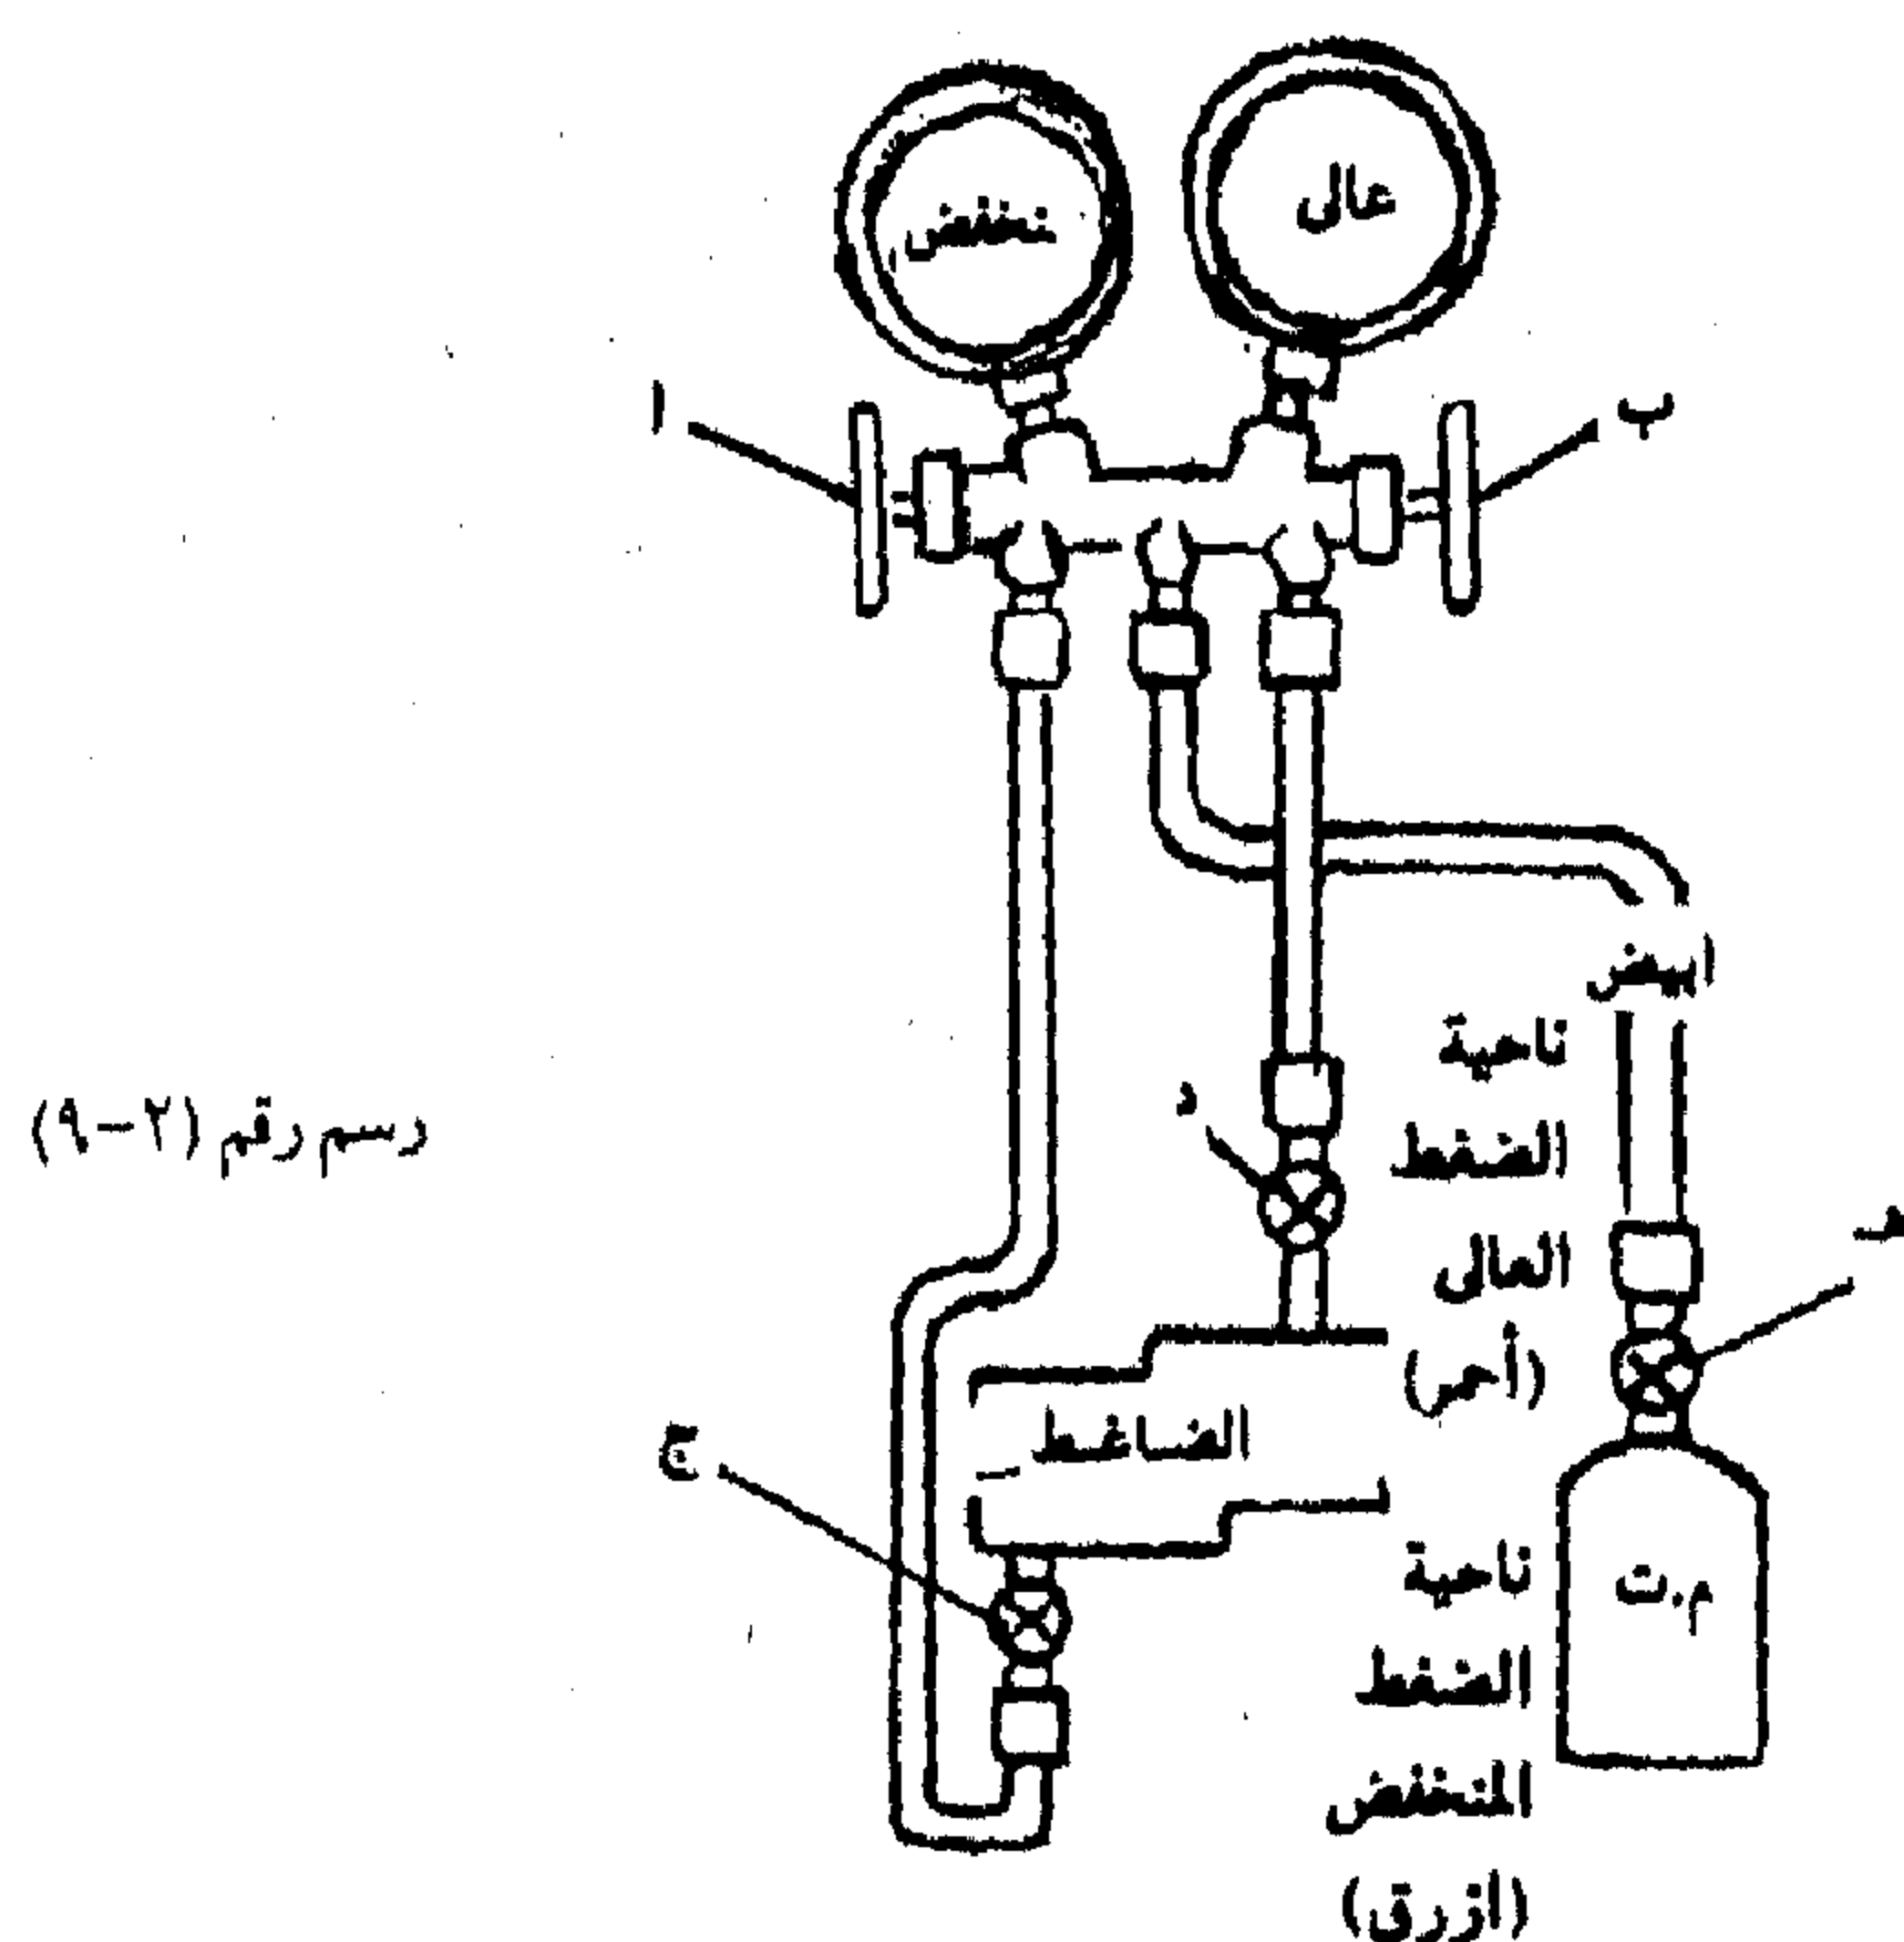 عال
منخفض
ا
ب
ابيض
ناحية
الضغط
العالى
(أحمر)
د
هـ
رسم رقم (٢-٩)
الضاغط
ج
م.ث
ناحية
الضغط
المنخفض
(ازرق)